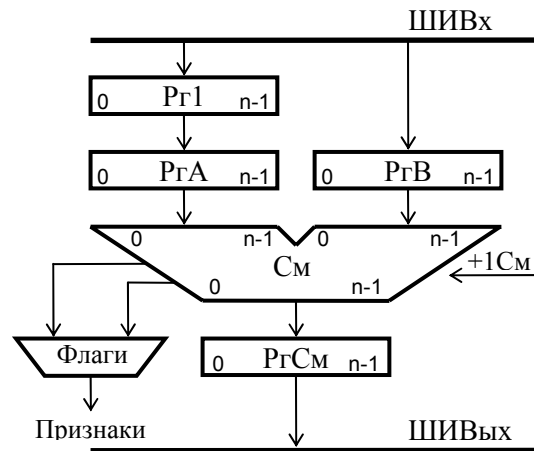 ШИВх
0 Рг1 n-1
0 РгА n-1
0 РгВ n-1
0 n-1 0 n-1
См
+1См
0 n-1
Флаги
0 РгСм n-1
Признаки
ШИВых